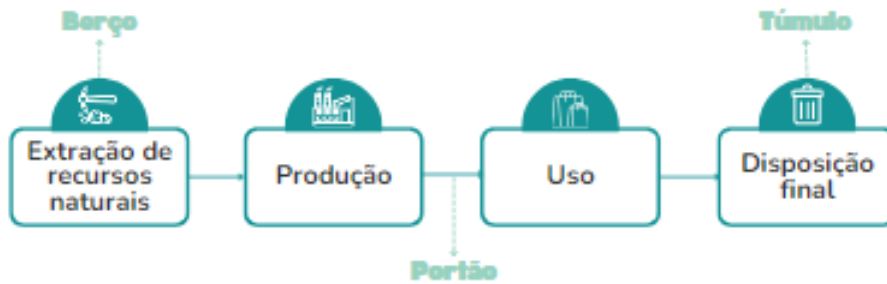 Berço
Túmulo
Extração de
recursos
naturais
Produção
Uso
Disposição
final
Portão